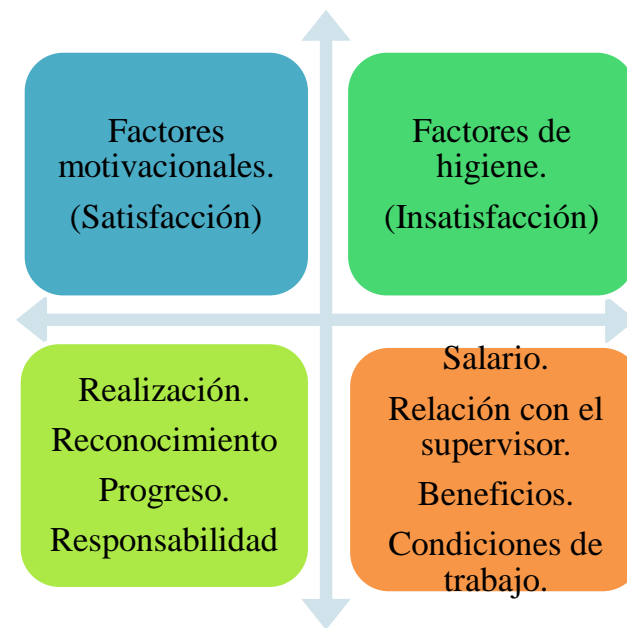 Factores
motivacionales.
(Satisfacción)
Factores de
higiene.
(Insatisfacción)
Realización.
Reconocimiento
Progreso.
Responsabilidad
Salario.
Relación con el
supervisor.
Beneficios.
Condiciones de
trabajo.